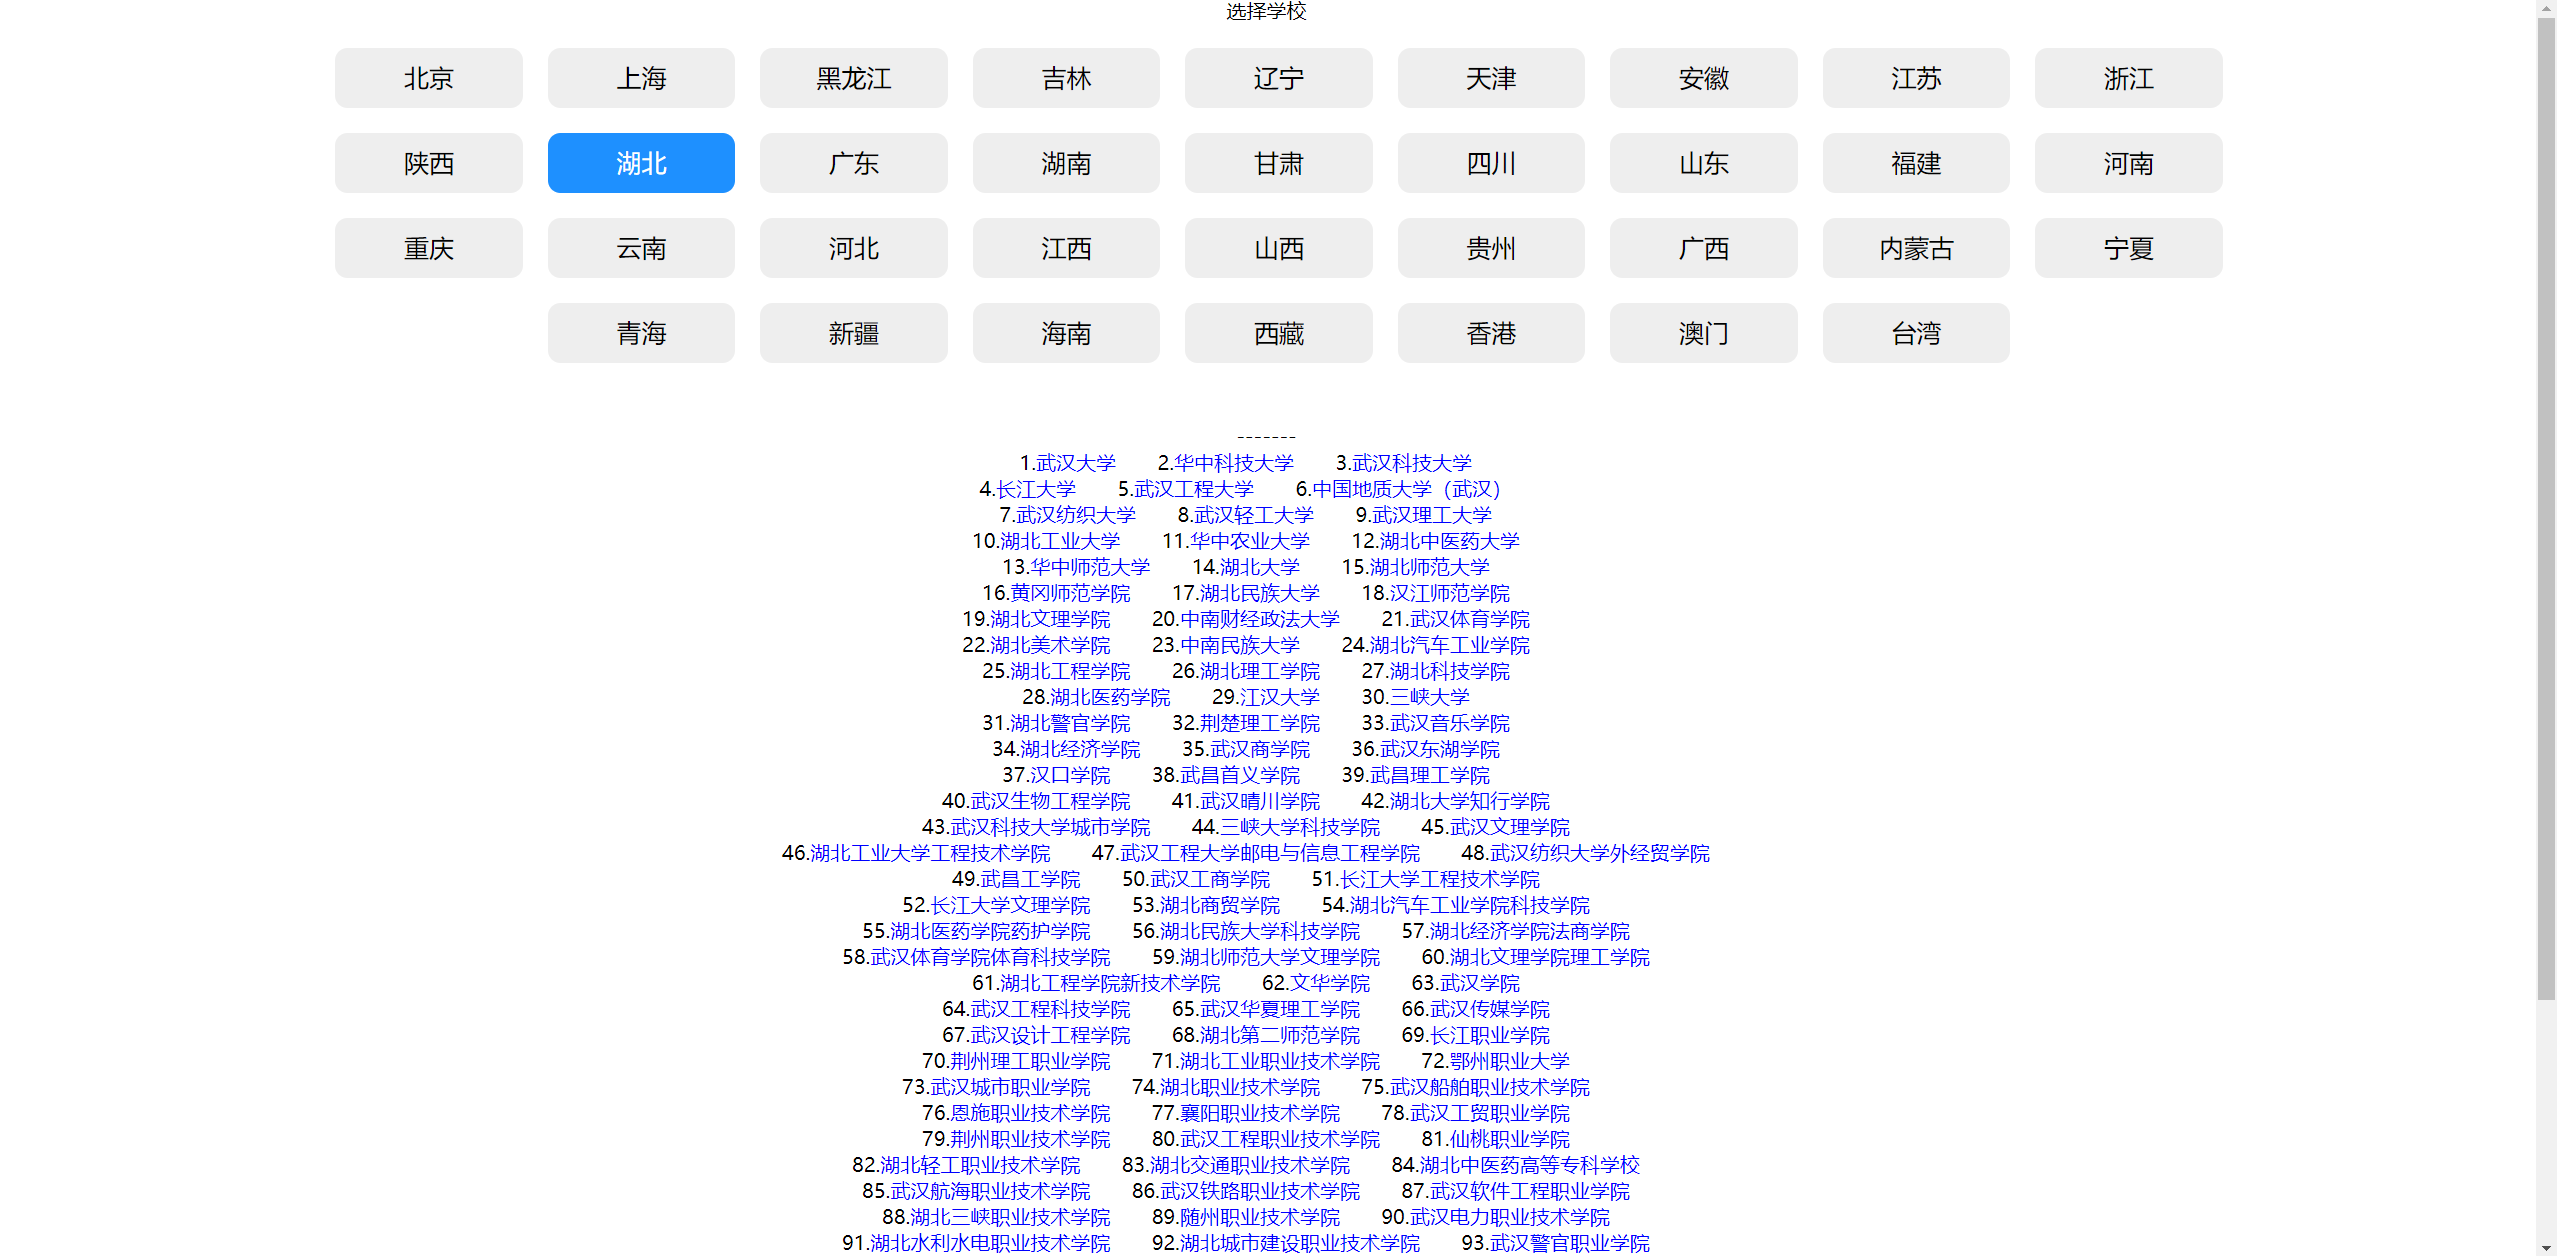 选择学校
北京 上海 黑龙江 吉林 辽宁 天津 安徽 江苏 浙江
陕西 湖北 广东 湖南 甘肃 四川 山东 福建 河南
重庆 云南 河北 江西 山西 贵州 广西 内蒙古 宁夏
青海 新疆 海南 西藏 香港 澳门 台湾
-------
1.武汉大学 2.华中科技大学 3.武汉科技大学
4.长江大学 5.武汉工程大学 6.中国地质大学（武汉）
7.武汉纺织大学 8.武汉轻工大学 9.武汉理工大学
10.湖北工业大学 11.华中农业大学 12.湖北中医药大学
13.华中师范大学 14.湖北大学 15.湖北师范大学
16.黄冈师范学院 17.湖北民族大学 18.汉江师范学院
19.湖北文理学院 20.中南财经政法大学 21.武汉体育学院
22.湖北美术学院 23.中南民族大学 24.湖北汽车工业学院
25.湖北工程学院 26.湖北理工学院 27.湖北科技学院
28.湖北医药学院 29.江汉大学 30.三峡大学
31.湖北警官学院 32.荆楚理工学院 33.武汉音乐学院
34.湖北经济学院 35.武汉商学院 36.武汉东湖学院
37.汉口学院 38.武昌首义学院 39.武昌理工学院
40.武汉生物工程学院 41.武汉晴川学院 42.湖北大学知行学院
43.武汉科技大学城市学院 44.三峡大学科技学院 45.武汉文理学院
46.湖北工业大学工程技术学院 47.武汉工程大学邮电与信息工程学院 48.武汉纺织大学外经贸学院
49.武昌工学院 50.武汉工商学院 51.长江大学工程技术学院
52.长江大学文理学院 53.湖北商贸学院 54.湖北汽车工业学院科技学院
55.湖北医药学院药护学院 56.湖北民族大学科技学院 57.湖北经济学院法商学院
58.武汉体育学院体育科技学院 59.湖北师范大学文理学院 60.湖北文理学院理工学院
61.湖北工程学院新技术学院 62.文华学院 63.武汉学院
64.武汉工程科技学院 65.武汉华夏理工学院 66.武汉传媒学院
67.武汉设计工程学院 68.湖北第二师范学院 69.长江职业学院
70.荆州理工职业学院 71.湖北工业职业技术学院 72.鄂州职业大学
73.武汉城市职业学院 74.湖北职业技术学院 75.武汉船舶职业技术学院
76.恩施职业技术学院 77.襄阳职业技术学院 78.武汉工贸职业学院
79.荆州职业技术学院 80.武汉工程职业技术学院 81.仙桃职业学院
82.湖北轻工职业技术学院 83.湖北交通职业技术学院 84.湖北中医药高等专科学校
85.武汉航海职业技术学院 86.武汉铁路职业技术学院 87.武汉软件工程职业学院
88.湖北三峡职业技术学院 89.随州职业技术学院 90.武汉电力职业技术学院
91.湖北水利水电职业技术学院 92.湖北城市建设职业技术学院 93.武汉警官职业学院